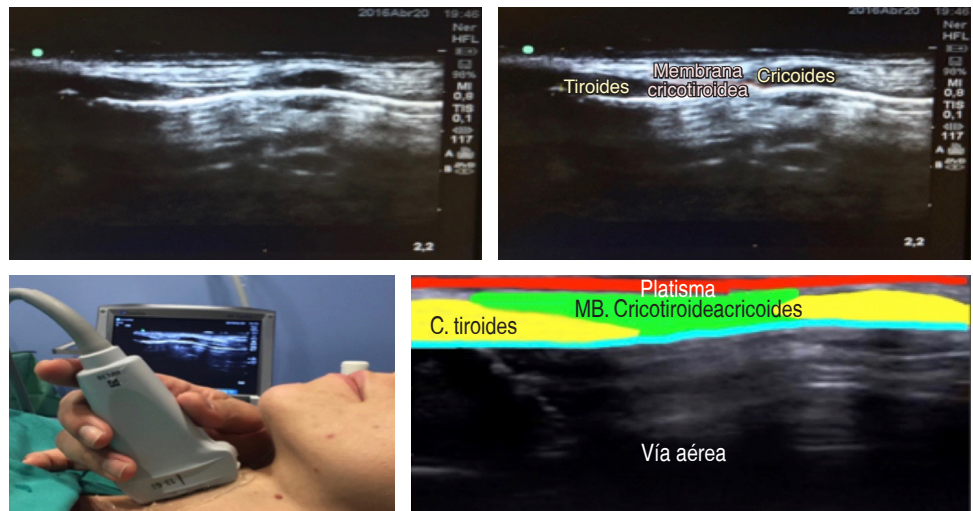 2016Abr20 19:46
Ner
HFL
96%
MI
0,8
TIS
0,1
117
A
B
2,2
2016Abr20 19:46
Ner
HFL
96%
MI
0,8
TIS
0,1
117
A
B
2,2
Tiroides
Membrana
cricotiroidea
Cricoides
Platisma
MB. Cricotiroideacricoides
C. tiroides
Vía aérea